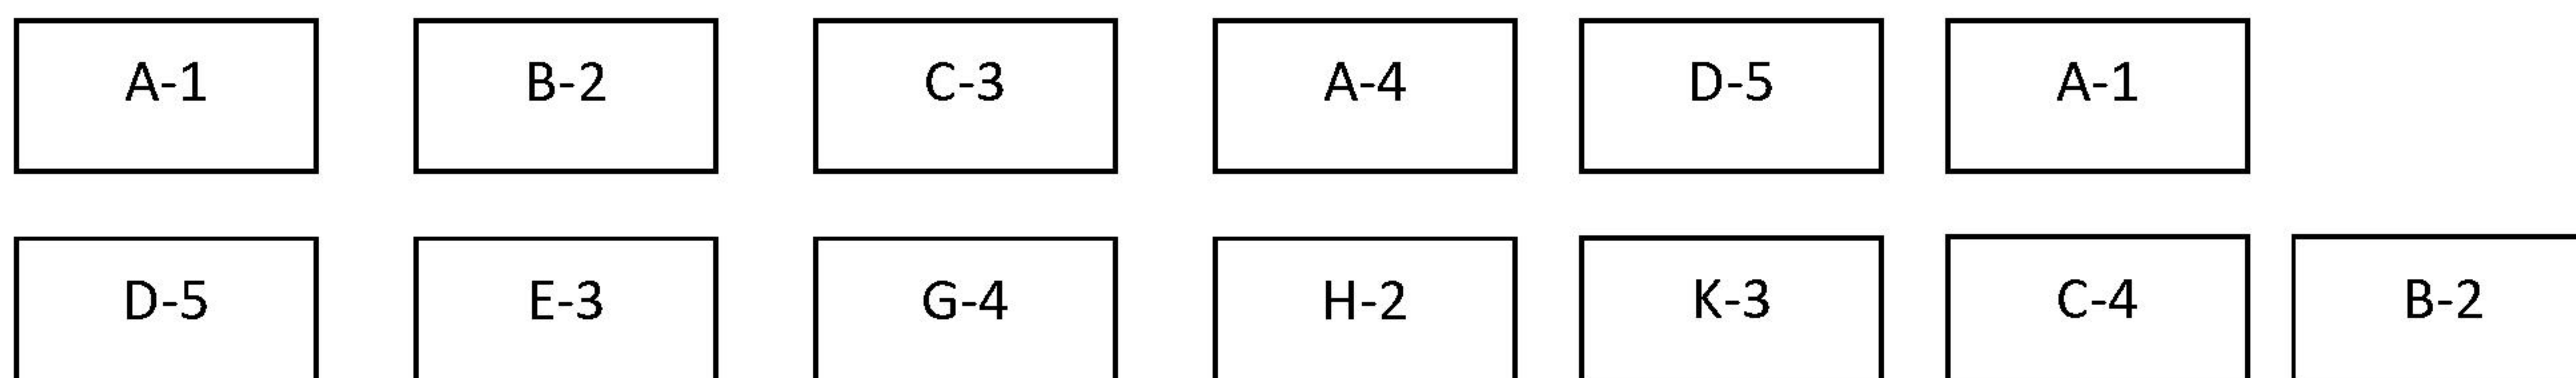 A-1 B-2 C-3 A-4 D-5 A-1
D-5 E-3 G-4 H-2 K-3 C-4 B-2